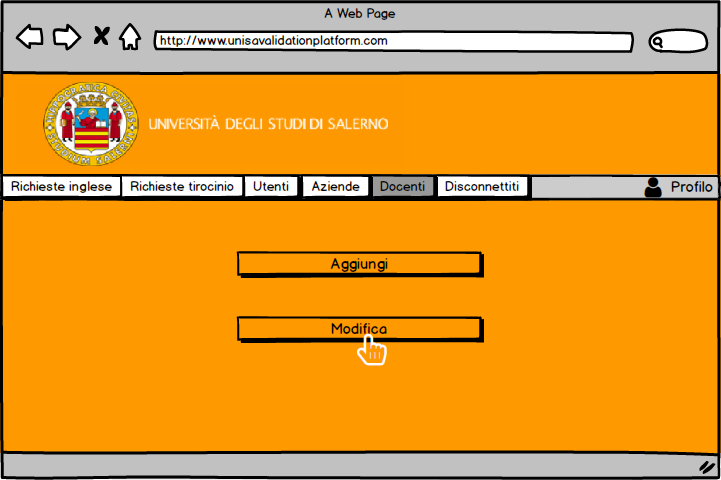 A Web Page
http://www.unisavalidationplatform.com
UNIVERSITÀ DEGLI STUDI DI SALERNO
Richieste inglese Richieste tirocinio Utenti Aziende Docenti Disconnettiti Profilo
Aggiungi
Modifica